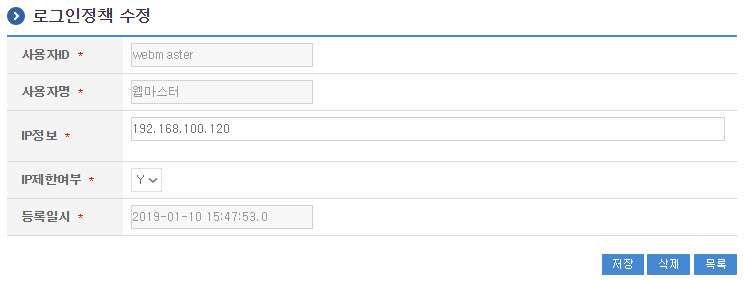 로그인정책 수정
사용자ID * webmaster
사용자명 * 웹마스터
IP정보 * 192.168.100.120
IP제한여부 * Y
등록일시 * 2019-01-10 15:47:53.0
저장 삭제 목록